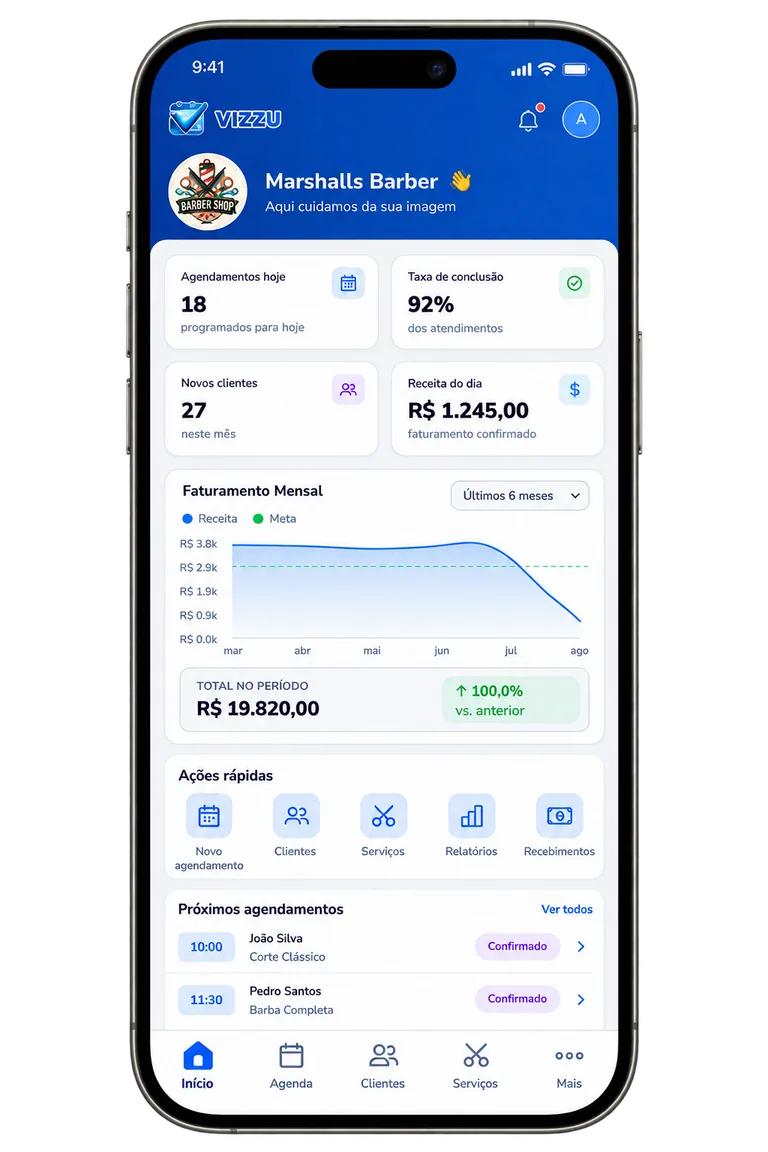 9:41
VIZZU
A
BARBER SHOP
Marshalls Barber 👋
Aqui cuidamos da sua imagem
Agendamentos hoje
18
programados para hoje
Taxa de conclusão
92%
dos atendimentos
Novos clientes
27
neste mês
Receita do dia
$
R$ 1.245,00
faturamento confirmado
Faturamento Mensal
Últimos 6 meses
Receita
Meta
R$ 3.8k
R$ 2.9k
R$ 1.9k
R$ 0.9k
R$ 0.0k
mar abr mai jun jul ago
TOTAL NO PERÍODO
R$ 19.820,00
↑ 100,0%
vs. anterior
Ações rápidas
Novo
agendamento
Clientes
Serviços
Relatórios
Recebimentos
Próximos agendamentos
Ver todos
10:00
João Silva
Corte Clássico
Confirmado
11:30
Pedro Santos
Barba Completa
Confirmado
Início
Agenda
Clientes
Serviços
Mais